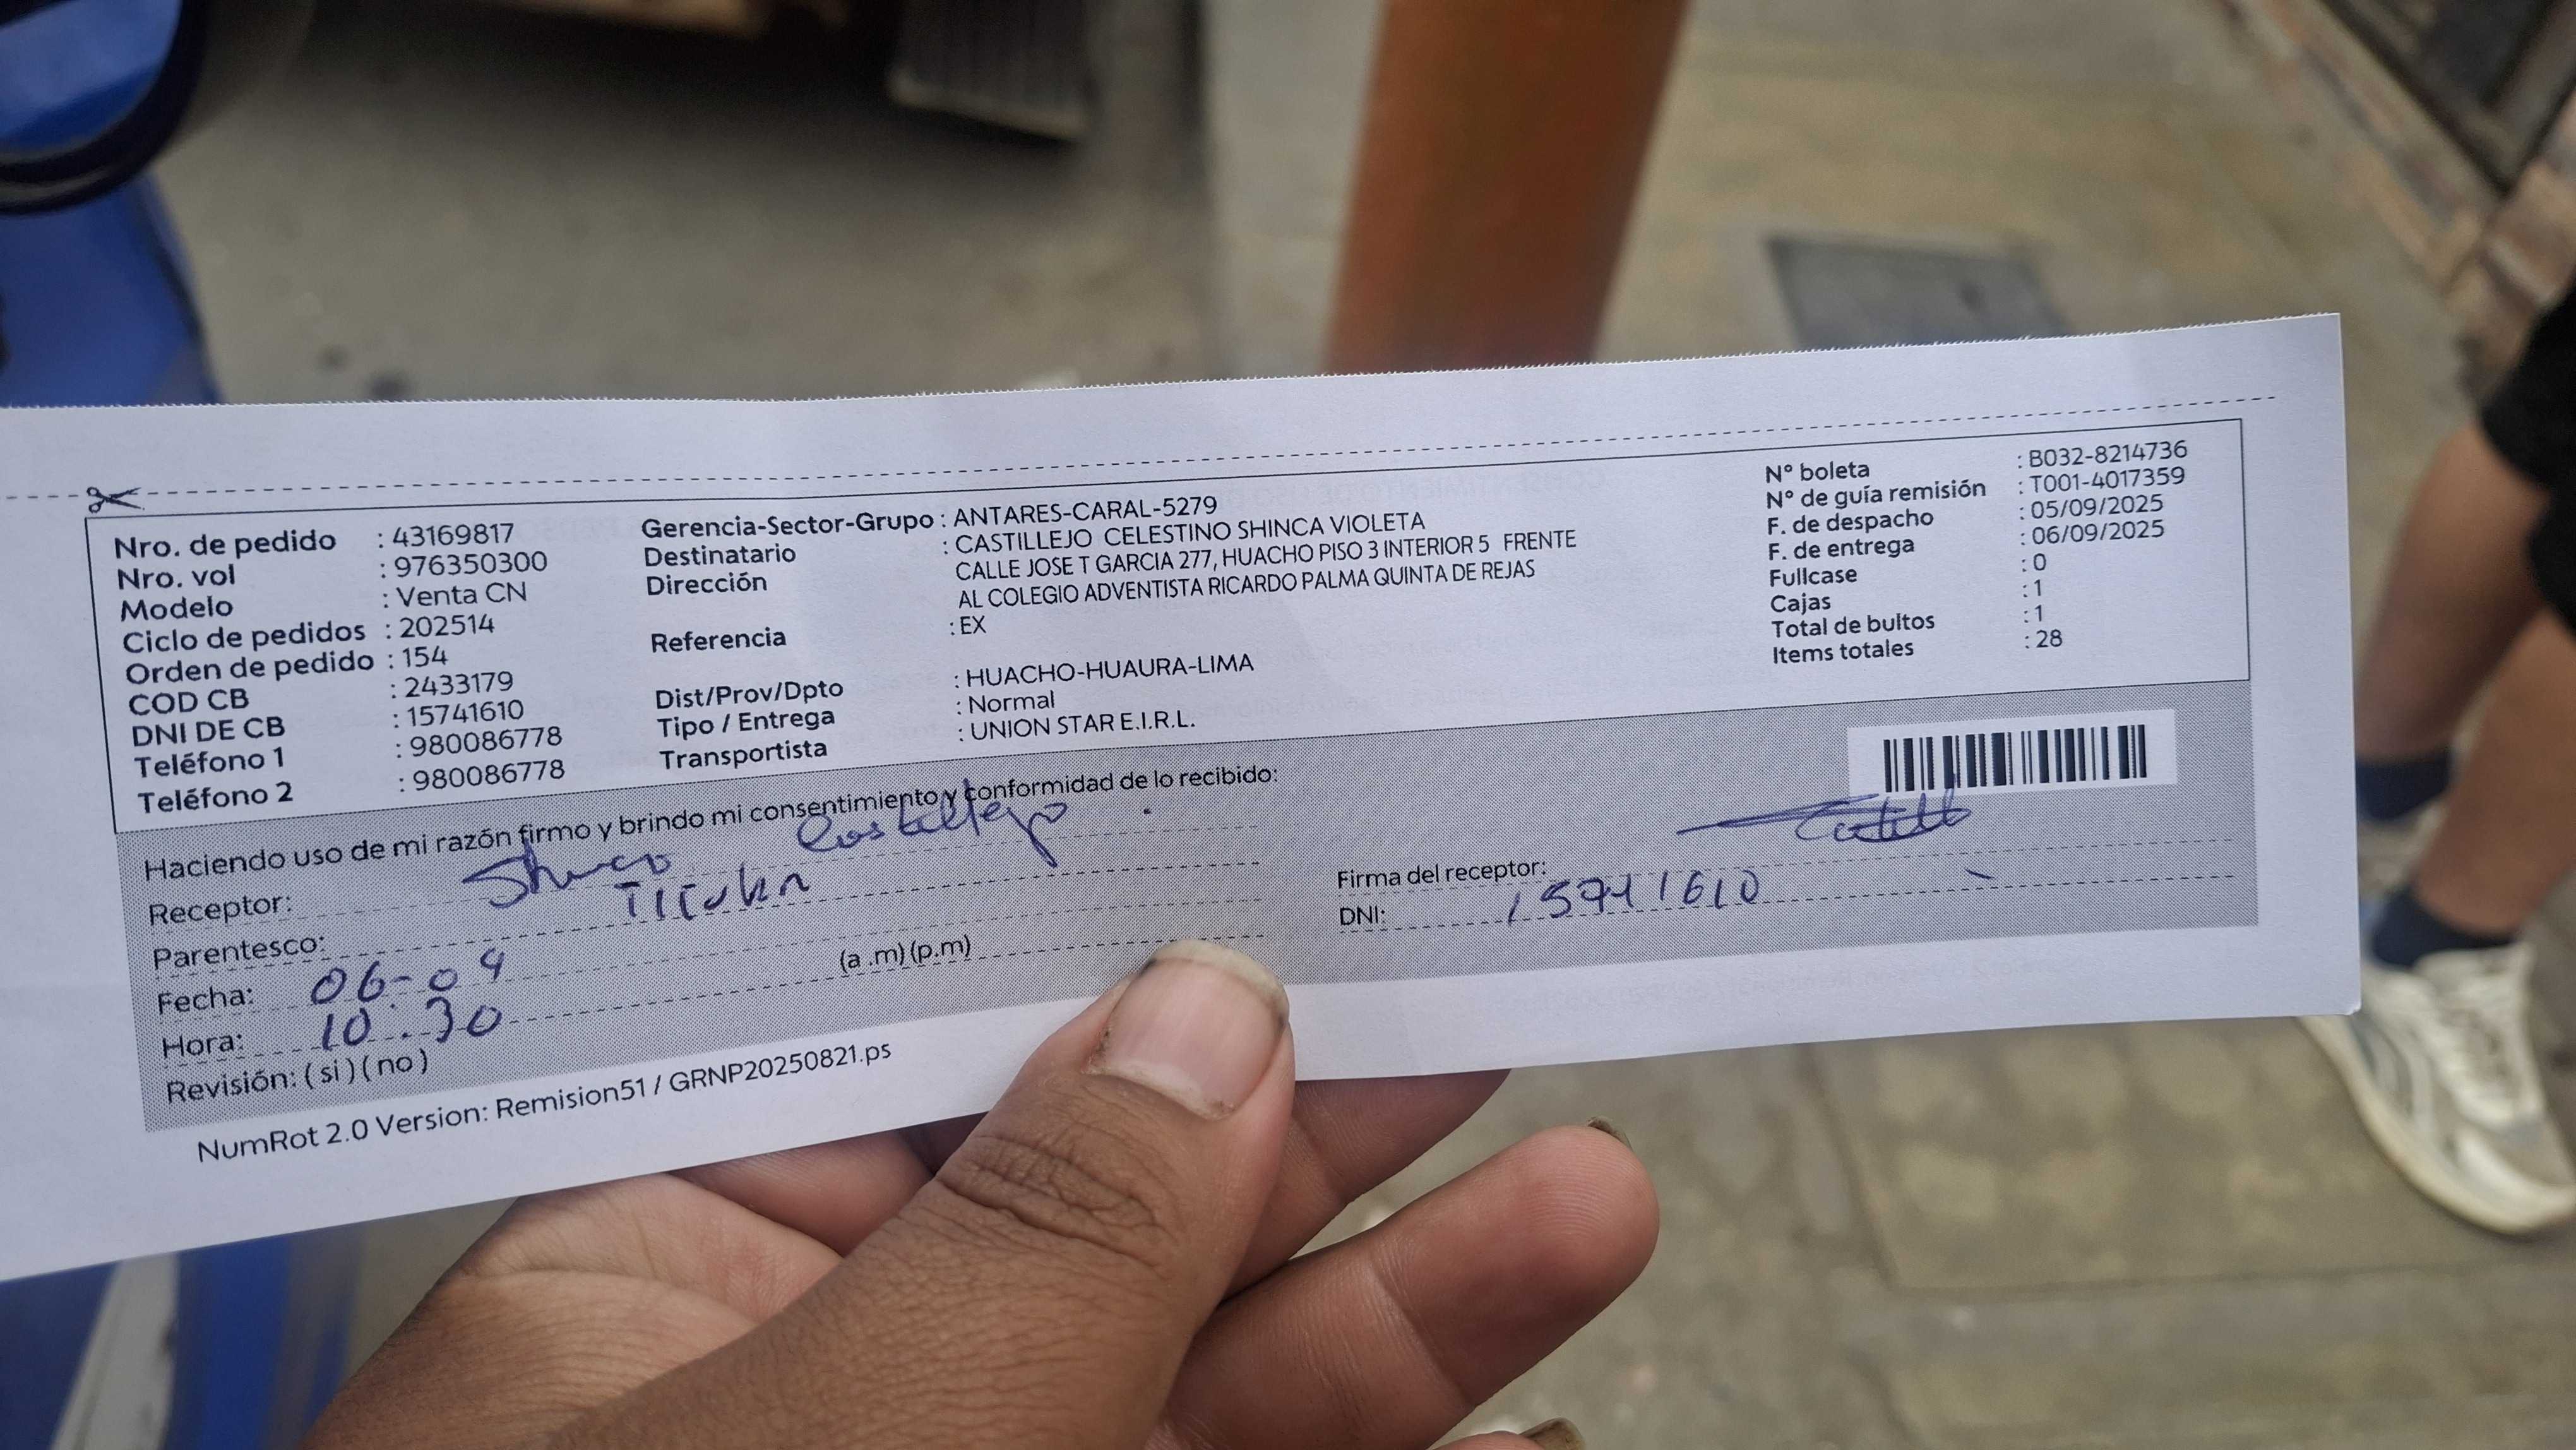 Nro. de pedido : 43169817
Nro. vol : 976350300
Modelo : Venta CN
Ciclo de pedidos : 202514
Orden de pedido : 154
COD CB : 2433179
DNI DE CB : 15741610
Teléfono 1 : 980086778
Teléfono 2 : 980086778
Gerencia-Sector-Grupo : ANTARES-CARAL-5279
Destinatario : CASTILLEJO CELESTINO SHINCA VIOLETA
Dirección CALLE JOSE T GARCIA 277, HUACHO PISO 3 INTERIOR 5 FRENTE
AL COLEGIO ADVENTISTA RICARDO PALMA QUINTA DE REJAS
Referencia : EX
Dist/Prov/Dpto : HUACHO-HUAURA-LIMA
Tipo / Entrega : Normal
Transportista : UNION STAR E.I.R.L.
N° boleta : B032-8214736
N° de guía remisión : T001-4017359
F. de despacho : 05/09/2025
F. de entrega : 06/09/2025
Fullcase : 0
Cajas : 1
Total de bultos : 1
Items totales : 28
Haciendo uso de mi razón firmo y brindo mi consentimiento y conformidad de lo recibido:
Receptor: Castillejo
Parentesco:
Fecha: 06-09
Hora: 10:30 (a .m) (p.m)
Revisión: ( si ) ( no )
Firma del receptor:
DNI: 15741610
NumRot 2.0 Version: Remision51 / GRNP20250821.ps